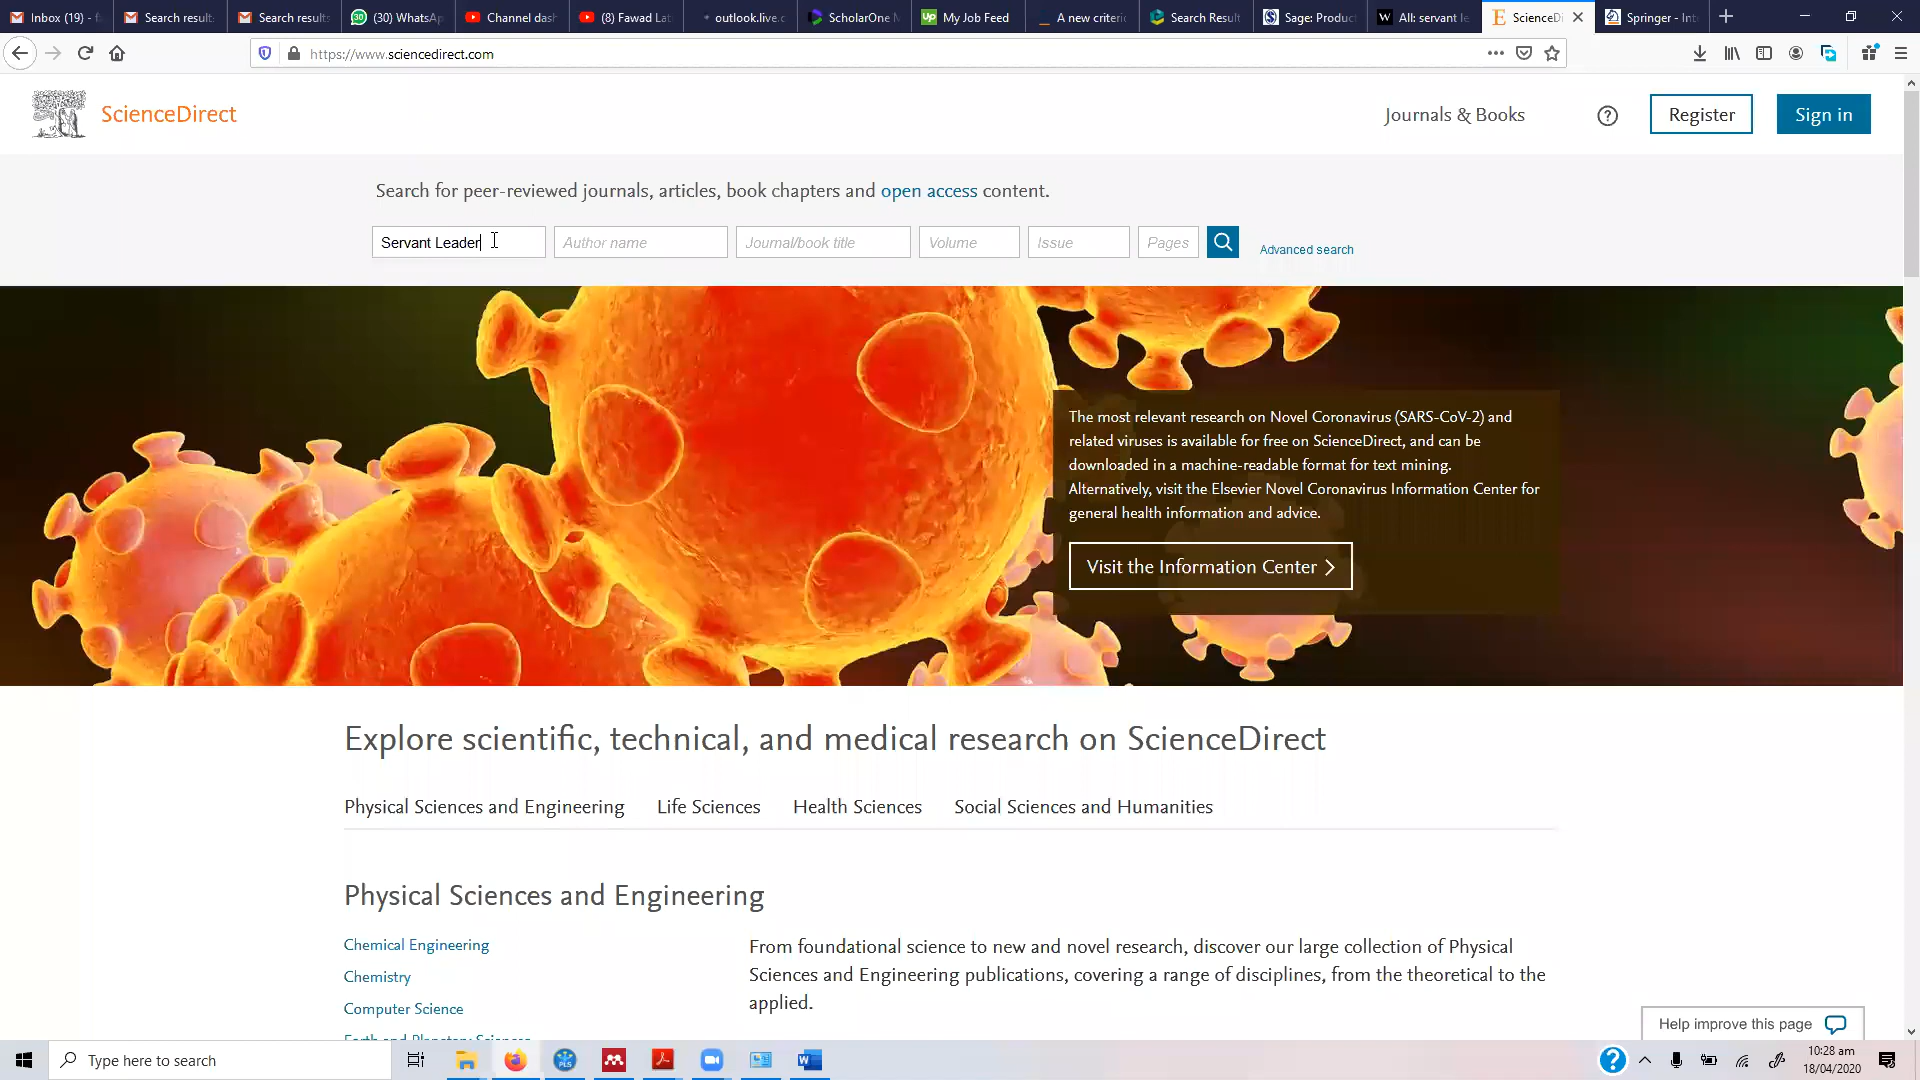 Inbox (19) - f
Search result
Search results
(30) WhatsAp
Channel das
(8) Fawad Lat
outlook.live.c
ScholarOne M
My Job Feed
A new criteri
Search Result
Sage: Produc
All: servant le
ScienceDi
Springer - Int
https://www.sciencedirect.com
ScienceDirect
Journals & Books
Register
Sign in
Search for peer-reviewed journals, articles, book chapters and open access content.
Servant Leader
Author name
Journal/book title
Volume
Issue
Pages
Advanced search
The most relevant research on Novel Coronavirus (SARS-CoV-2) and
related viruses is available for free on ScienceDirect, and can be
downloaded in a machine-readable format for text mining.
Alternatively, visit the Elsevier Novel Coronavirus Information Center for
general health information and advice.
Visit the Information Center
Explore scientific, technical, and medical research on ScienceDirect
Physical Sciences and Engineering
Life Sciences
Health Sciences
Social Sciences and Humanities
Physical Sciences and Engineering
Chemical Engineering
Chemistry
Computer Science
From foundational science to new and novel research, discover our large collection of Physical
Sciences and Engineering publications, covering a range of disciplines, from the theoretical to the
applied.
Help improve this page
Type here to search
10:28 am
18/04/2020